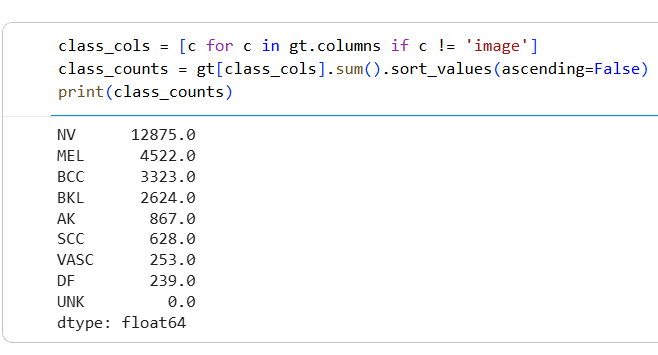 class_cols = [c for c in gt.columns if c != 'image']
class_counts = gt[class_cols].sum().sort_values(ascending=False)
print(class_counts)
NV      12875.0
MEL      4522.0
BCC      3323.0
BKL      2624.0
AK        867.0
SCC       628.0
VASC      253.0
DF        239.0
UNK         0.0
dtype: float64